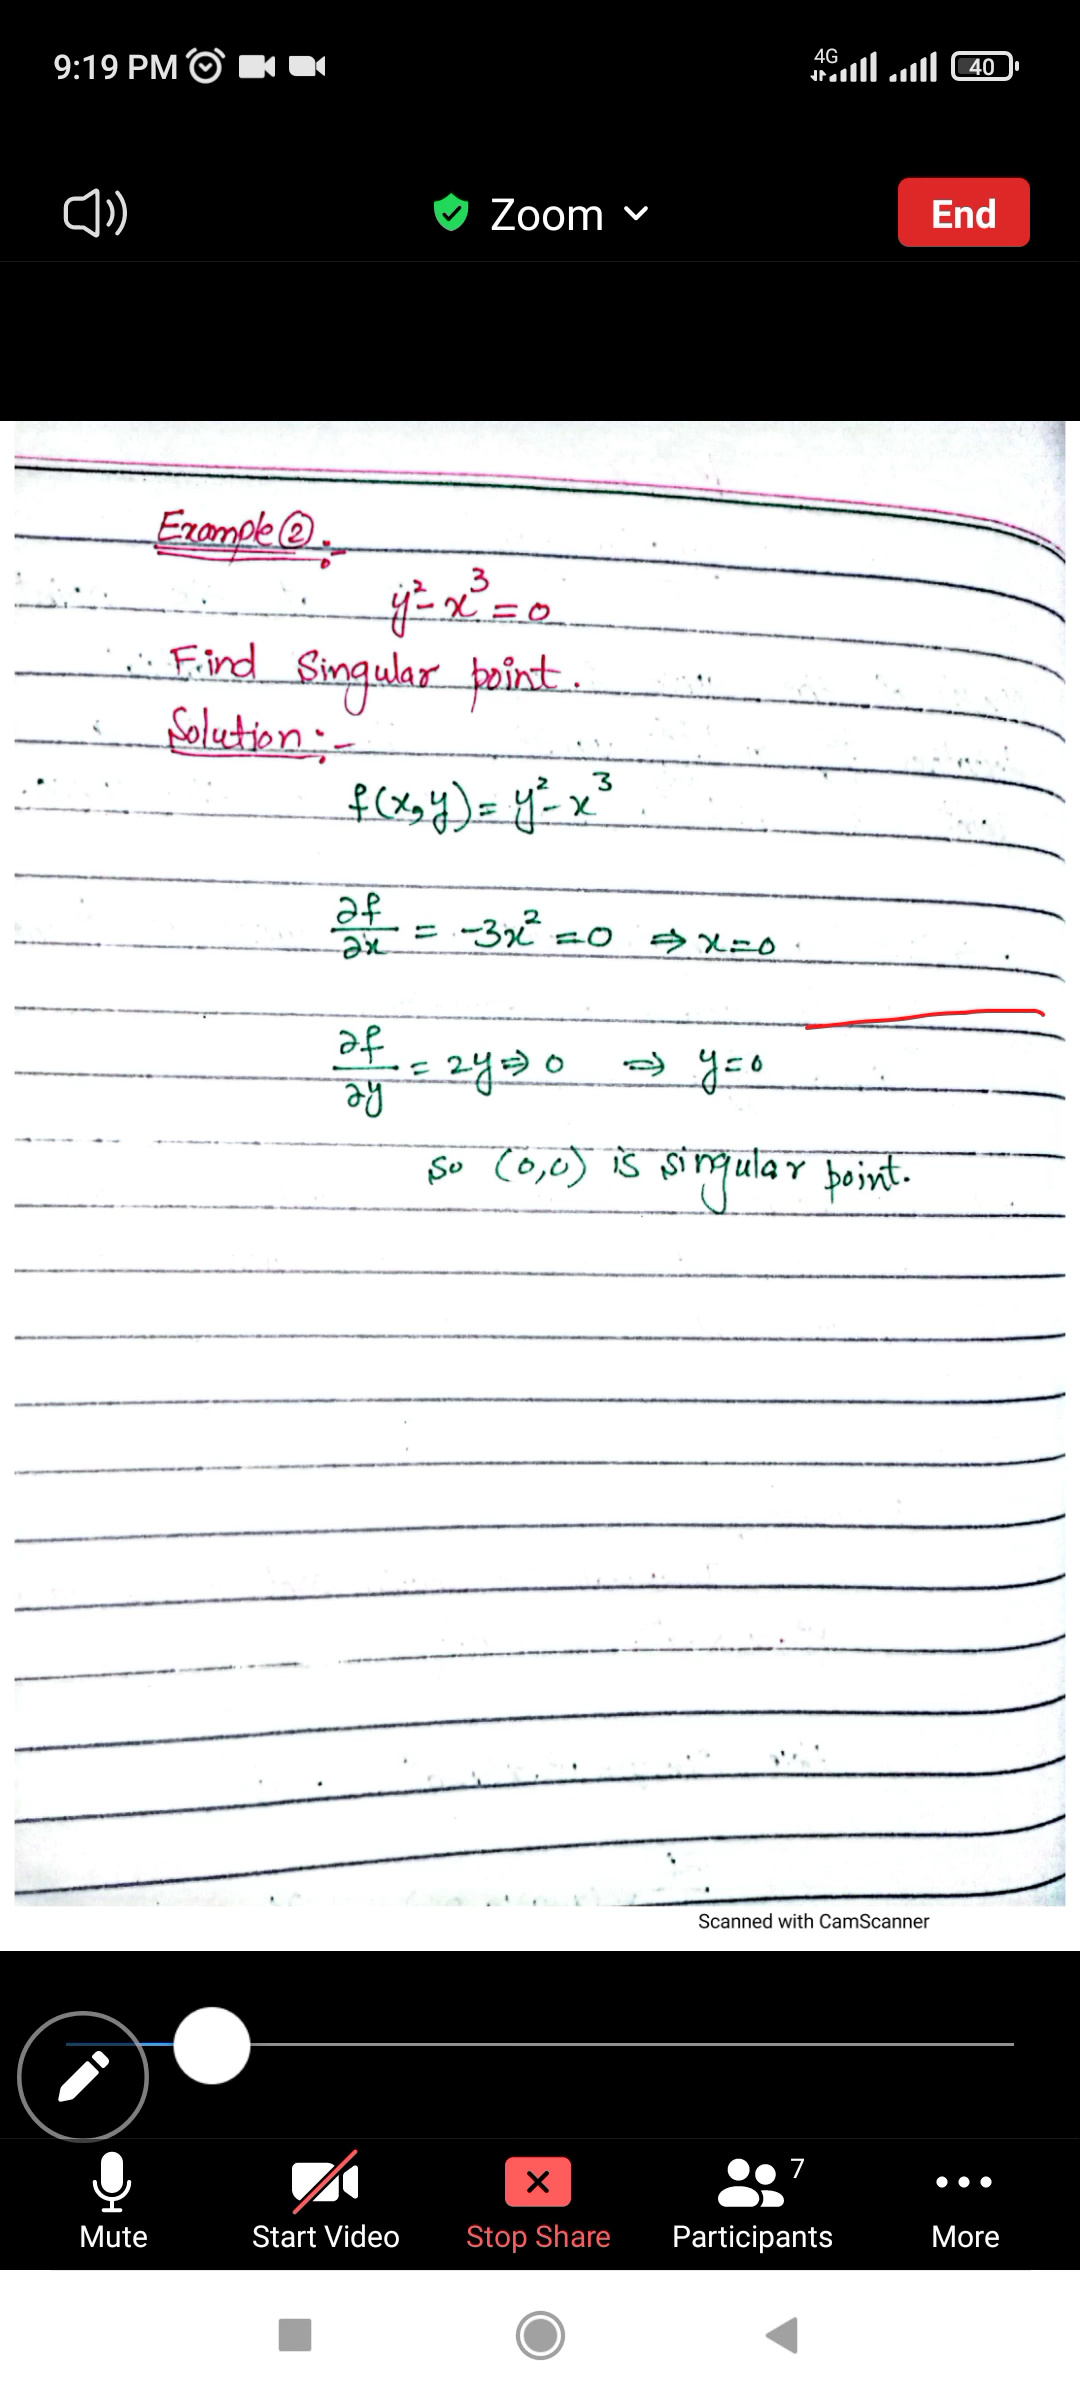 9:19 PM 4G 40
Zoom End
Example ② :-
y² - x³ = 0
Find Singular point.
Solution :-
f(x,y) = y² - x³
∂f/∂x = -3x² = 0 ⇒ x=0
∂f/∂y = 2y ⇒ 0 ⇒ y=0
so (0,0) is singular point.
Scanned with CamScanner
7
Mute Start Video Stop Share Participants More